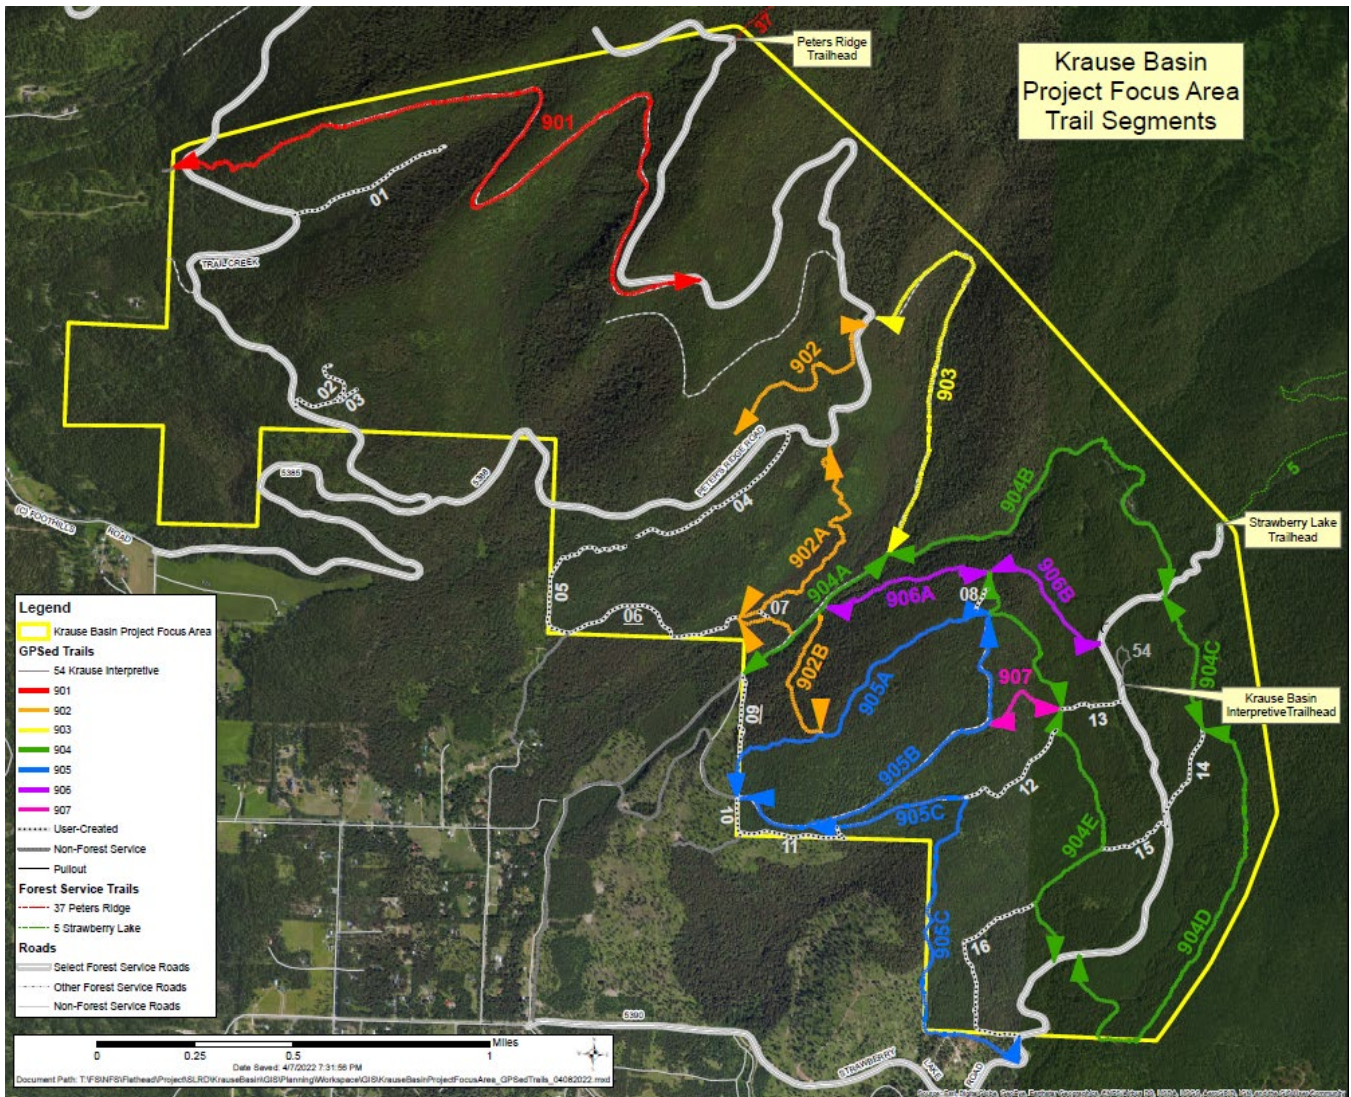 37
Peters Ridge
Trailhead
Krause Basin
Project Focus Area
Trail Segments
901
01
TRAIL CREEK
902
903
02
03
PETERS RIDGE ROAD
5385
5388
04
904B
5
(C) FOOTHILLS ROAD
Strawberry Lake
Trailhead
902A
904A
906A
906B
05
06
07
08
54
904C
902B
905A
907
Krause Basin
Interpretive Trailhead
09
13
905B
12
14
10
905C
11
904E
15
904D
905C
16
5390
STRAWBERRY LAKE ROAD
Legend
Krause Basin Project Focus Area
GPSed Trails
54 Krause Interpretive
901
902
903
904
905
906
907
User-Created
Non-Forest Service
Pullout
Forest Service Trails
37 Peters Ridge
5 Strawberry Lake
Roads
Select Forest Service Roads
Other Forest Service Roads
Non-Forest Service Roads
Miles
0 0.25 0.5 1
Date Saved: 4/7/2022 7:31:56 PM